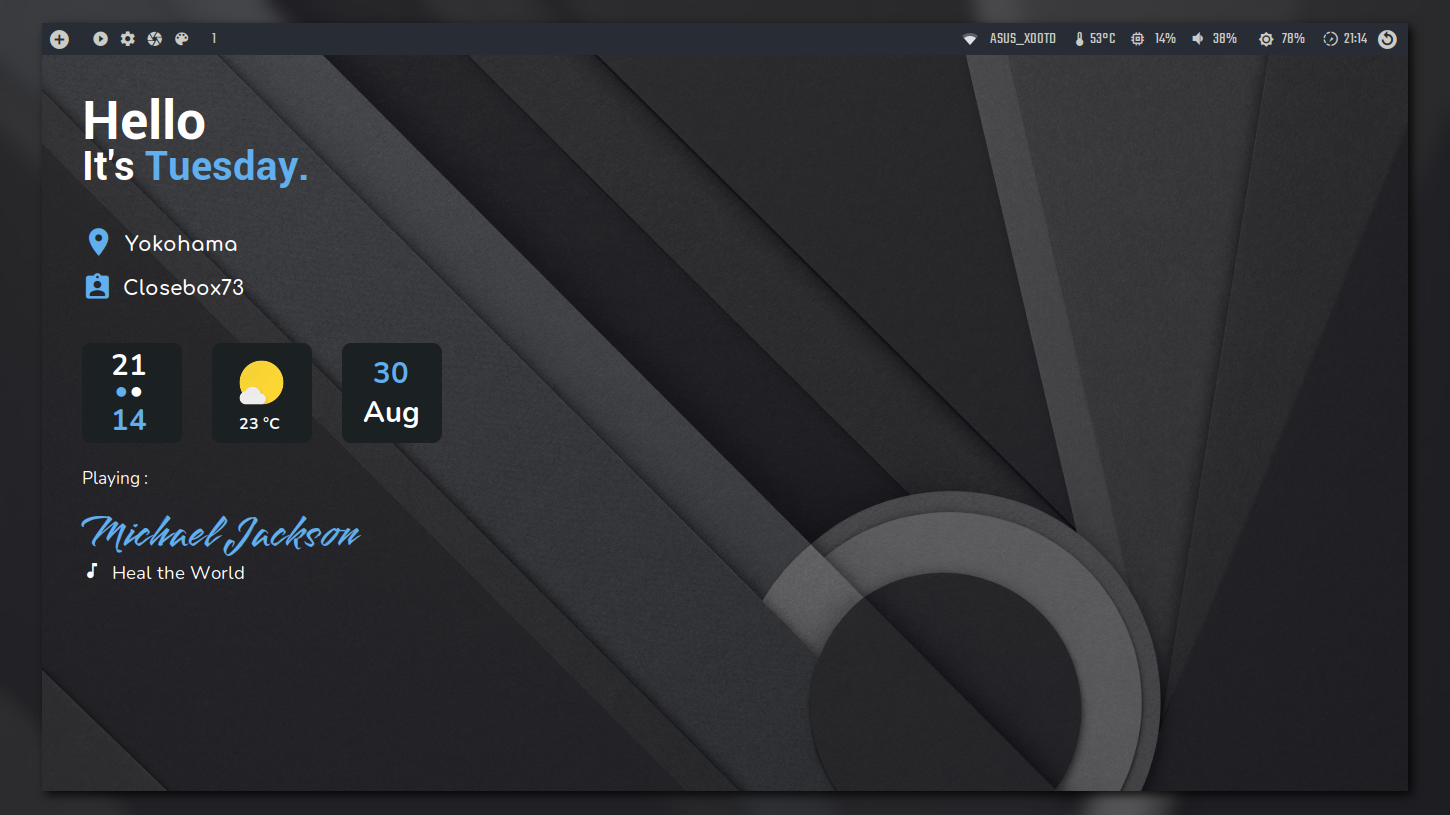 1 ASUS_X00TD 53°C 14% 38% 78% 21:14
Hello
It's Tuesday.
Yokohama
Closebox73
21
14
23 °C
30
Aug
Playing :
Michael Jackson
Heal the World